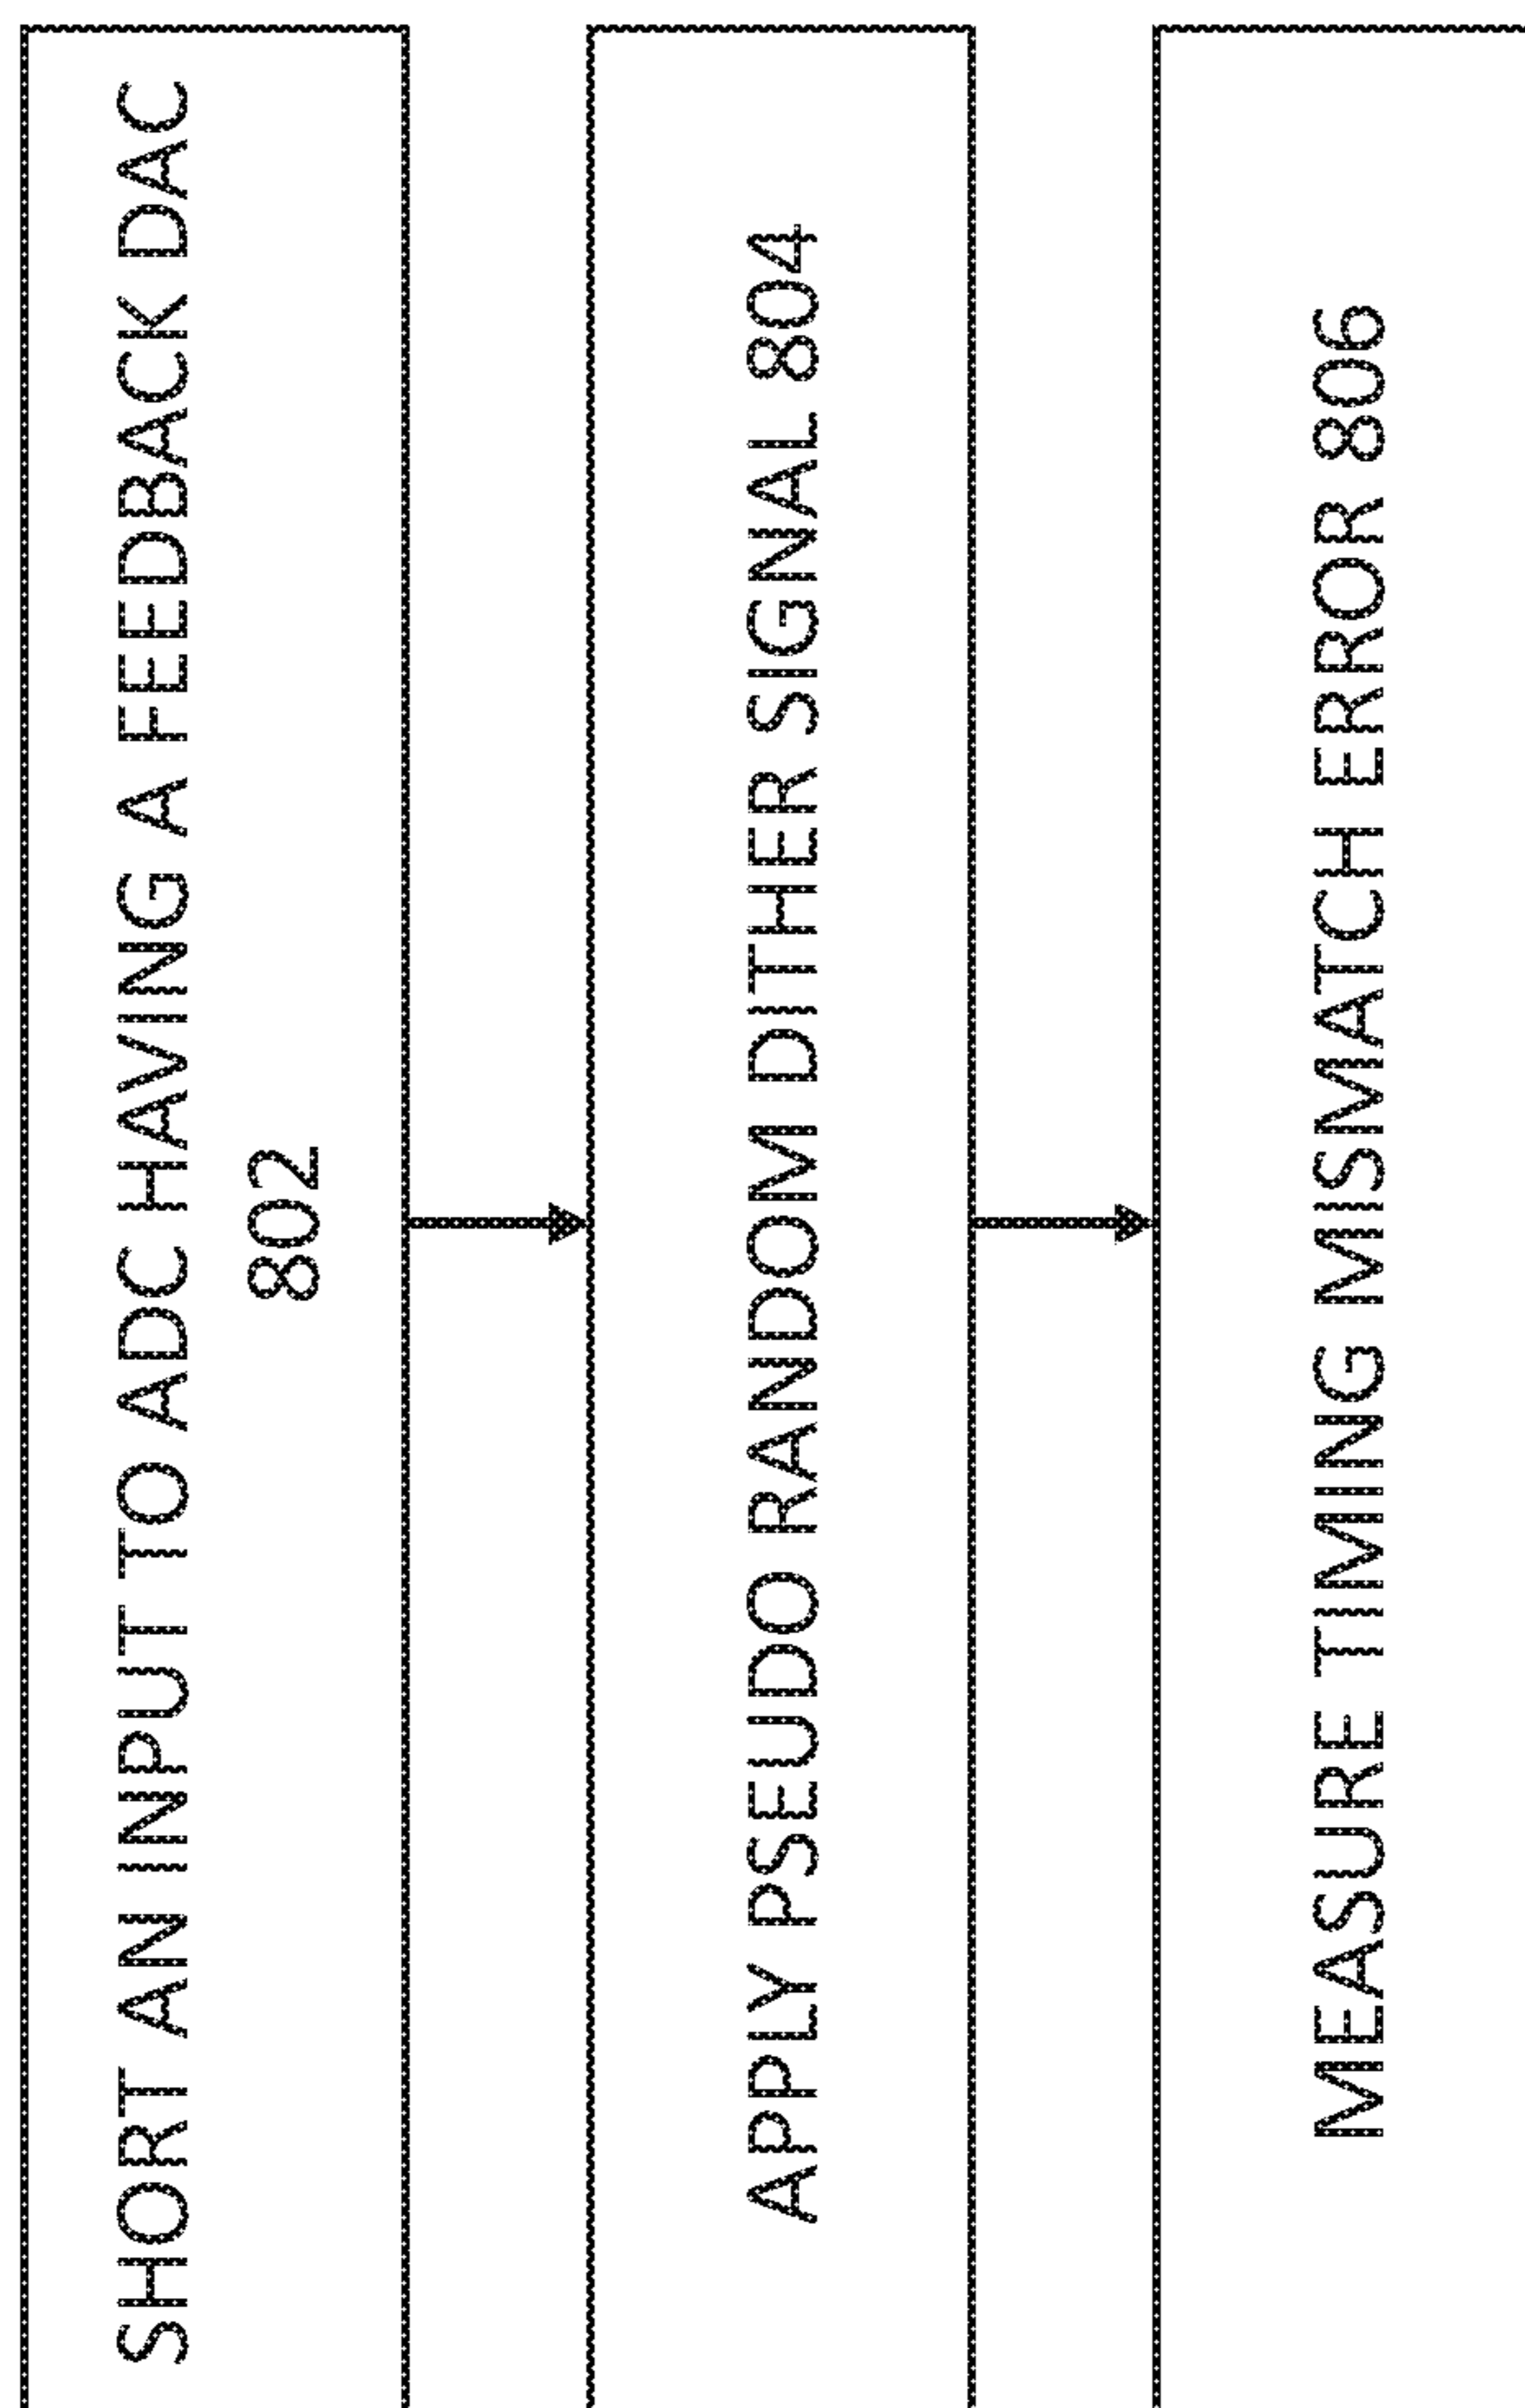 SHORT AN INPUT TO ADC HAVING A FEEDBACK DAC
802
APPLY PSEUDO RANDOM DITHER SIGNAL 804
MEASURE TIMING MISMATCH ERROR 806